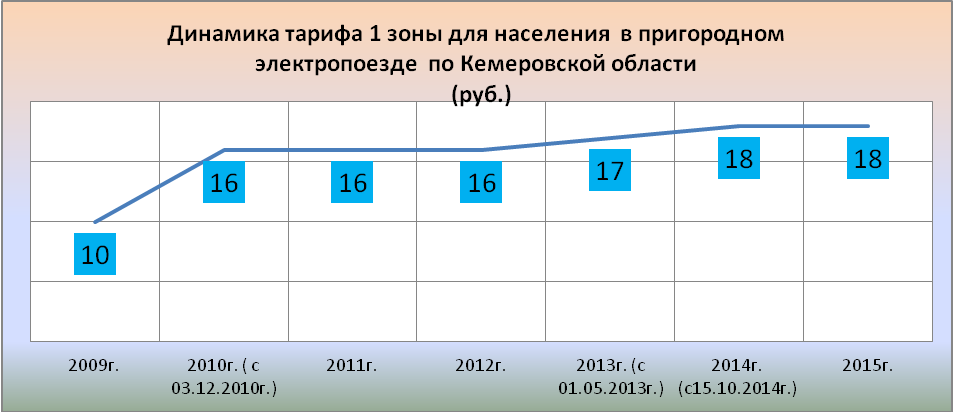 Динамика тарифа 1 зоны для населения  в пригородном
электропоезде  по Кемеровской области
(руб.)
10
16
16
16
17
18
18
2009г.
2010г. ( с
03.12.2010г.)
2011г.
2012г.
2013г. (с
01.05.2013г.)
2014г.
(с15.10.2014г.)
2015г.